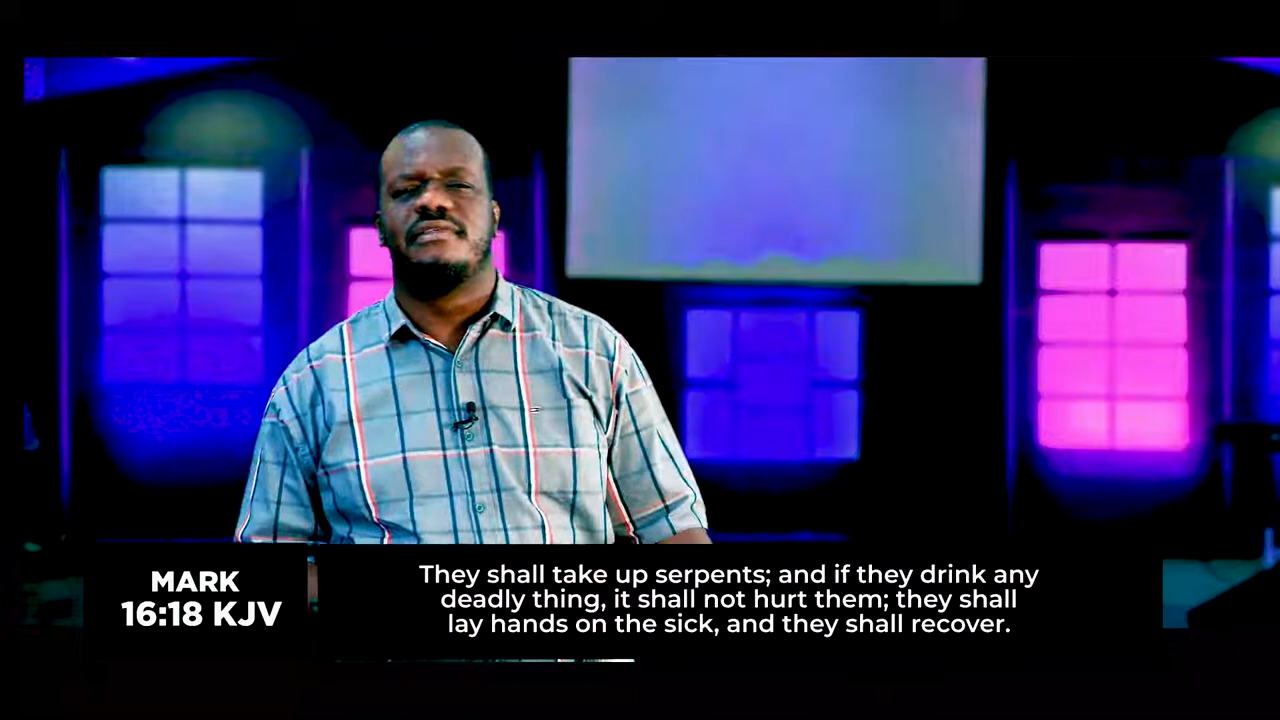 MARK
16:18 KJV
They shall take up serpents; and if they drink any
deadly thing, it shall not hurt them; they shall
lay hands on the sick, and they shall recover.